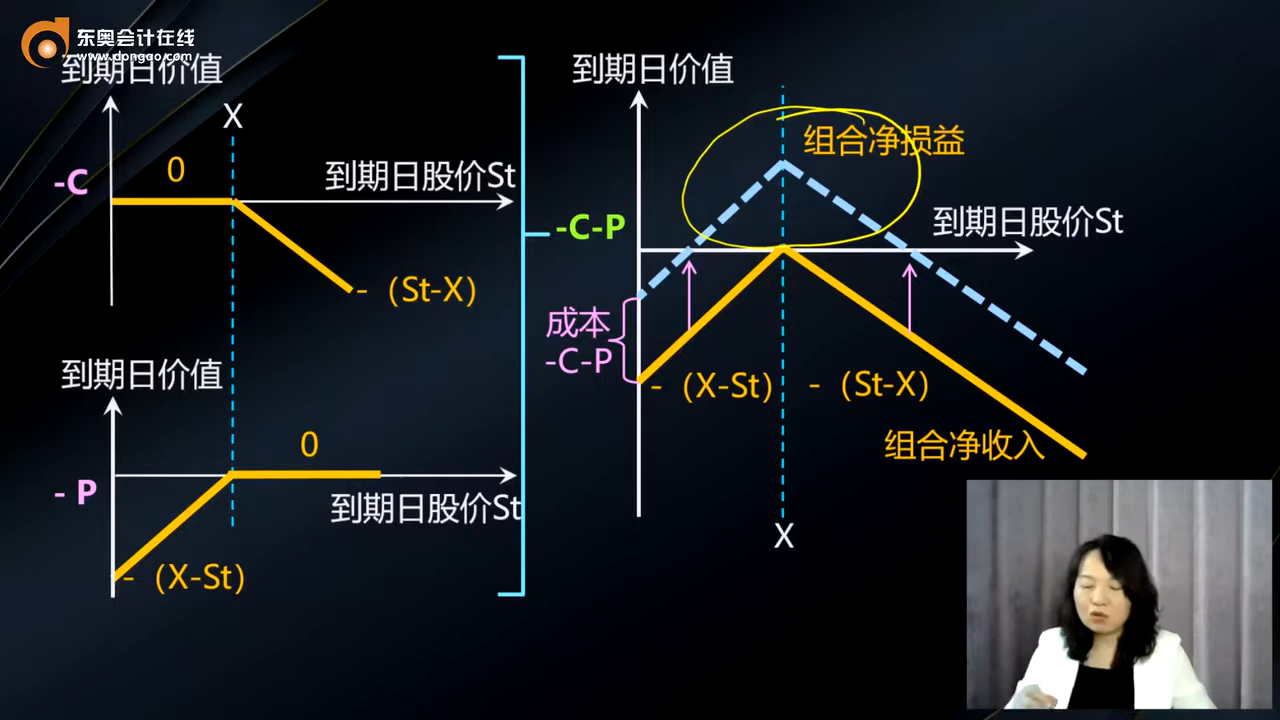 东奥会计在线
www.dongao.com
到期日价值
X
0
-C
到期日股价St
-（St-X）
到期日价值
0
- P
到期日股价St
-（X-St）
-C-P
到期日价值
组合净损益
到期日股价St
成本
-C-P
-（X-St）
-（St-X）
组合净收入
X